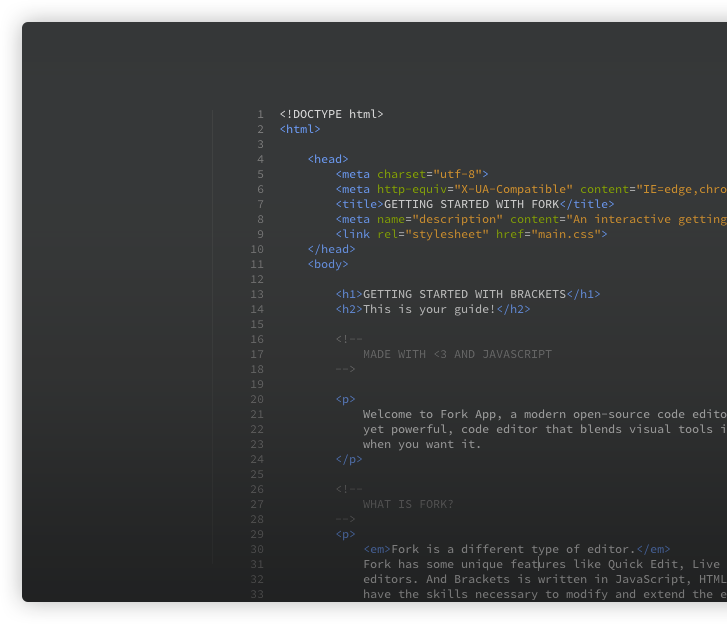 1 <!DOCTYPE html>
2 <html>
3
4 <head>
5 <meta charset="utf-8">
6 <meta http-equiv="X-UA-Compatible" content="IE=edge,chro
7 <title>GETTING STARTED WITH FORK</title>
8 <meta name="description" content="An interactive getting
9 <link rel="stylesheet" href="main.css">
10 </head>
11 <body>
12
13 <h1>GETTING STARTED WITH BRACKETS</h1>
14 <h2>This is your guide!</h2>
15
16 <!--
17 MADE WITH <3 AND JAVASCRIPT
18 -->
19
20 <p>
21 Welcome to Fork App, a modern open-source code edito
22 yet powerful, code editor that blends visual tools i
23 when you want it.
24 </p>
25
26 <!--
27 WHAT IS FORK?
28 -->
29 <p>
30 <em>Fork is a different type of editor.</em>
31 Fork has some unique features like Quick Edit, Live
32 editors. And Brackets is written in JavaScript, HTML
33 have the skills necessary to modify and extend the e